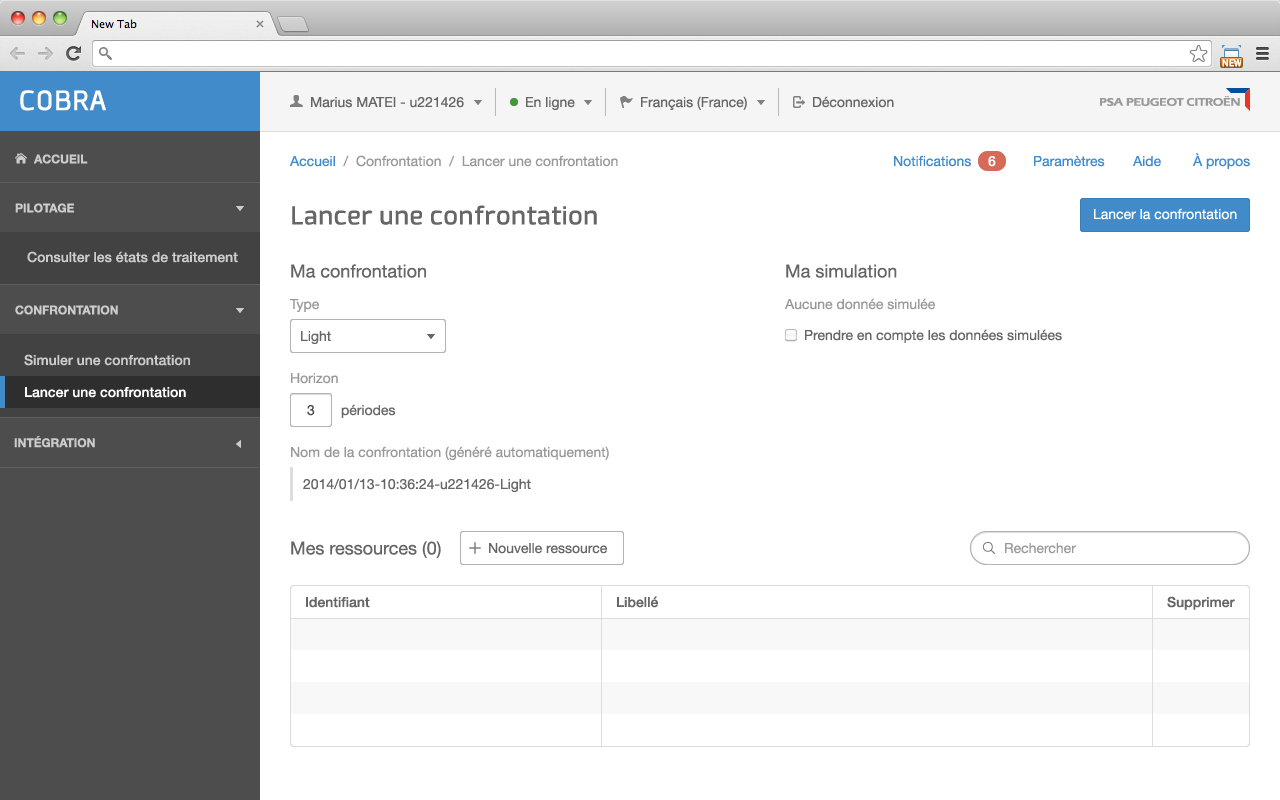 New Tab
NEW
COBRA
Marius MATEI - u221426
En ligne
Français (France)
Déconnexion
PSA PEUGEOT CITROËN
ACCUEIL
PILOTAGE
Consulter les états de traitement
CONFRONTATION
Simuler une confrontation
Lancer une confrontation
INTÉGRATION
Accueil / Confrontation / Lancer une confrontation
Notifications 6 Paramètres Aide À propos
Lancer une confrontation
Lancer la confrontation
Ma confrontation
Type
Light
Horizon
3 périodes
Nom de la confrontation (généré automatiquement)
2014/01/13-10:36:24-u221426-Light
Ma simulation
Aucune donnée simulée
Prendre en compte les données simulées
Mes ressources (0)
Nouvelle ressource
Rechercher
Identifiant Libellé Supprimer